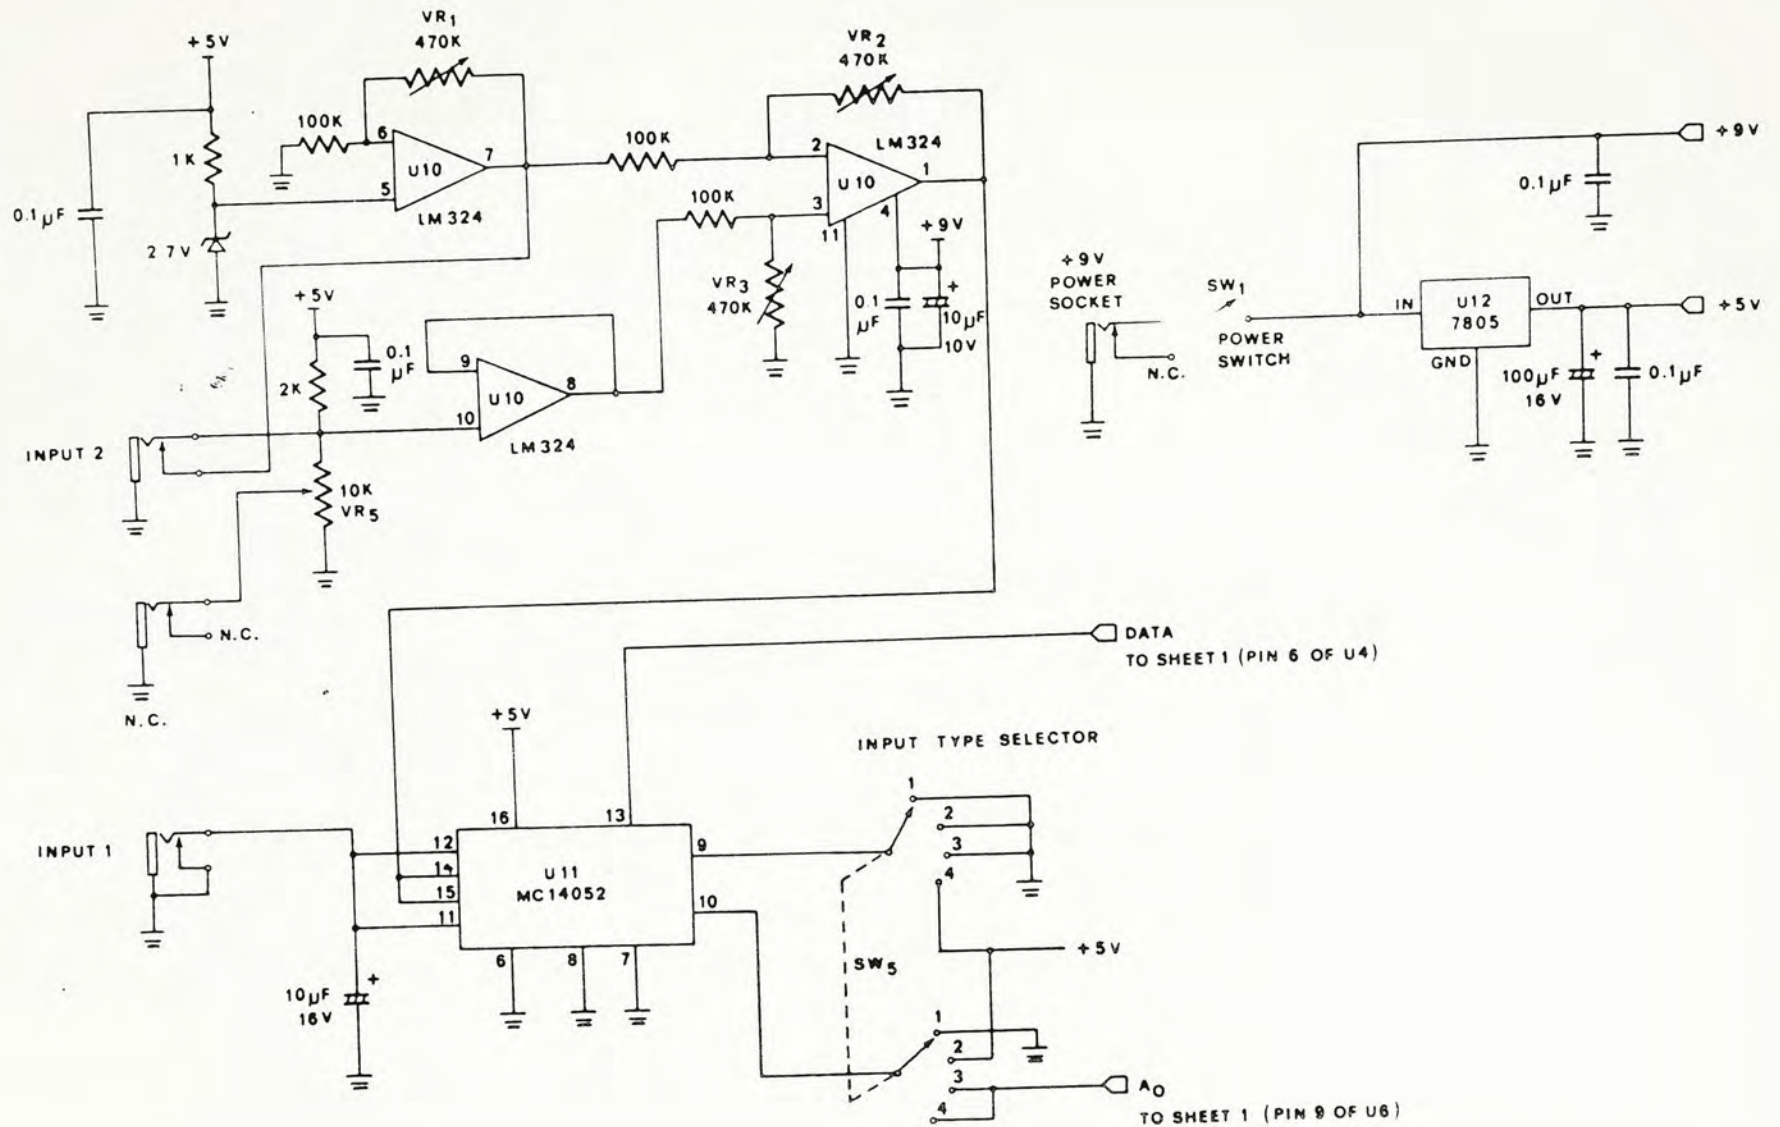 +5V
VR1
470K
100K
1K
6
7
U10
5
LM324
0.1µF
2 7V
VR2
470K
100K
LM324
2
1
U10
3
4
11
100K
VR3
470K
+9V
0.1
µF
+
10µF
10V
+5V
0.1
µF
2K
9
8
U10
10
LM324
INPUT 2
10K
VR5
N.C.
N.C.
+9V
0.1µF
+9V
POWER
SOCKET
SW1
POWER
SWITCH
N.C.
IN
U12
7805
OUT
GND
+5V
100µF
16V
+
0.1µF
DATA
TO SHEET 1 (PIN 6 OF U4)
+5V
INPUT TYPE SELECTOR
INPUT 1
16
13
12
14
15
11
U11
MC14052
9
10
6
8
7
10µF
16V
+
1
2
3
4
SW5
+5V
1
2
3
4
A0
TO SHEET 1 (PIN 9 OF U6)